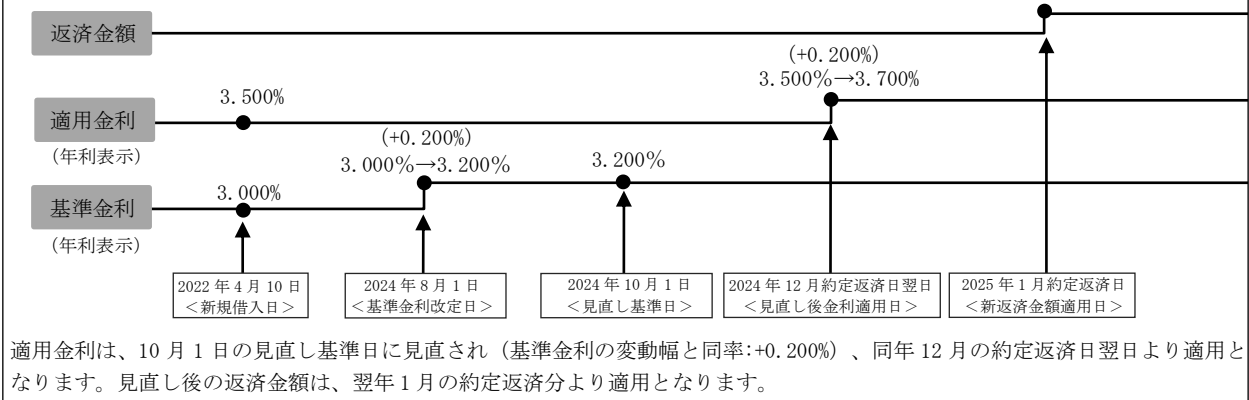 返済金額
(+0.200%)
3.500%→3.700%
3.500%
適用金利
(年利表示)
(+0.200%)
3.000%→3.200%
3.200%
3.000%
基準金利
(年利表示)
2022年4月10日
＜新規借入日＞
2024年8月1日
＜基準金利改定日＞
2024年10月1日
＜見直し基準日＞
2024年12月約定返済日翌日
＜見直し後金利適用日＞
2025年1月約定返済日
＜新返済金額適用日＞
適用金利は、10月1日の見直し基準日に見直され（基準金利の変動幅と同率:+0.200%）、同年12月の約定返済日翌日より適用と
なります。見直し後の返済金額は、翌年1月の約定返済分より適用となります。